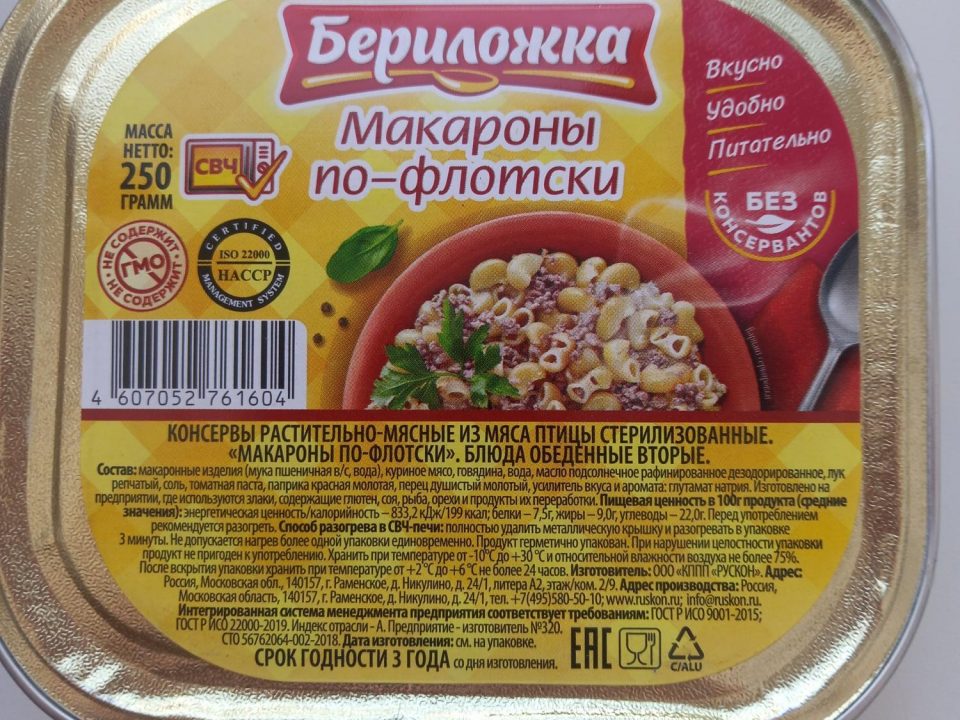 Бериложка
Макароны
по-флотски
Вкусно
Удобно
Питательно
БЕЗ
КОНСЕРВАНТОВ
МАССА
НЕТТО:
250
ГРАММ
СВЧ
НЕ СОДЕРЖИТ
ГМО
НЕ СОДЕРЖИТ
CERTIFIED
ISO 22000
HACCP
MANAGEMENT SYSTEM
Вариант сервировки
4 607052 761604
КОНСЕРВЫ РАСТИТЕЛЬНО-МЯСНЫЕ ИЗ МЯСА ПТИЦЫ СТЕРИЛИЗОВАННЫЕ.
«МАКАРОНЫ ПО-ФЛОТСКИ». БЛЮДА ОБЕДЕННЫЕ ВТОРЫЕ.
Состав: макаронные изделия (мука пшеничная в/с, вода), куриное мясо, говядина, вода, масло подсолнечное рафинированное дезодорированное, лук
репчатый, соль, томатная паста, паприка красная молотая, перец душистый молотый, усилитель вкуса и аромата: глутамат натрия. Изготовлено на
предприятии, где используются злаки, содержащие глютен, соя, рыба, орехи и продукты их переработки. Пищевая ценность в 100г продукта (средние
значения): энергетическая ценность/калорийность – 833,2 кДж/199 ккал; белки – 7,5г, жиры – 9,0г, углеводы – 22,0г. Перед употреблением
рекомендуется разогреть. Способ разогрева в СВЧ-печи: полностью удалить металлическую крышку и разогревать в упаковке
3 минуты. Не допускается нагрев более одной упаковки единовременно. Продукт герметично упакован. При нарушении целостности упаковки
продукт не пригоден к употреблению. Хранить при температуре от -10°С до +30 °С и относительной влажности воздуха не более 75%.
После вскрытия упаковки хранить при температуре от +2°С до +6 °С не более 24 часов. Изготовитель: ООО «КППП «РУСКОН». Адрес:
Россия, Московская обл., 140157, г. Раменское, д. Никулино, д. 24/1, литера А2, этаж/ком. 2/9. Адрес производства: Россия,
Московская область, 140157, г. Раменское, д. Никулино, д. 24/1, тел. +7(495)580-50-10; www.ruskon.ru; info@ruskon.ru.
Интегрированная система менеджмента предприятия соответствует требованиям: ГОСТ Р ИСО 9001-2015;
ГОСТ Р ИСО 22000-2019. Индекс отрасли - А. Предприятие - изготовитель №320.
СТО 56762064-002-2018. Дата изготовления: см. на упаковке.
СРОК ГОДНОСТИ 3 ГОДА со дня изготовления.
EAC
C/ALU